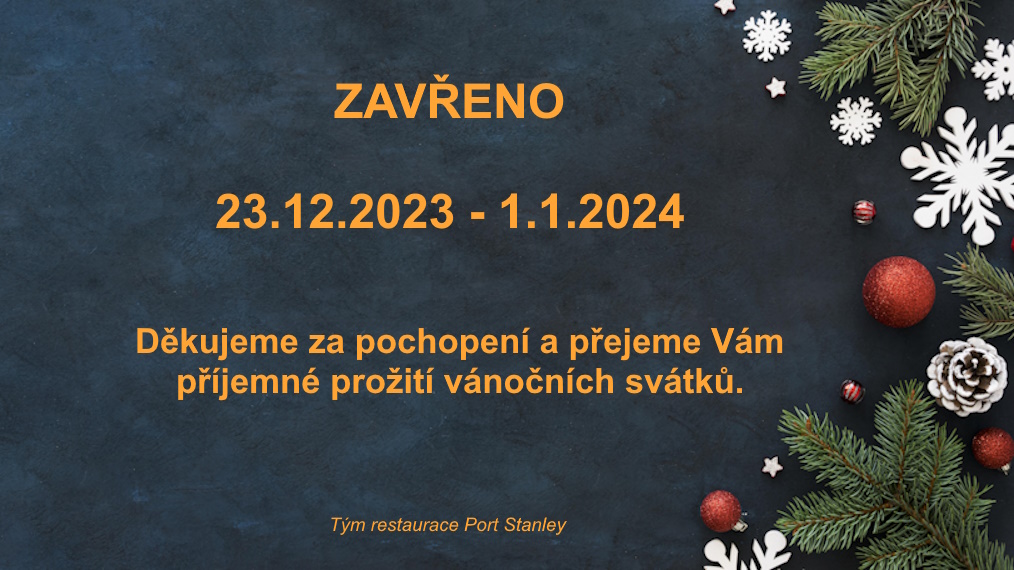 ZAVŘENO
23.12.2023 - 1.1.2024
Děkujeme za pochopení a přejeme Vám
příjemné prožití vánočních svátků.
Tým restaurace Port Stanley